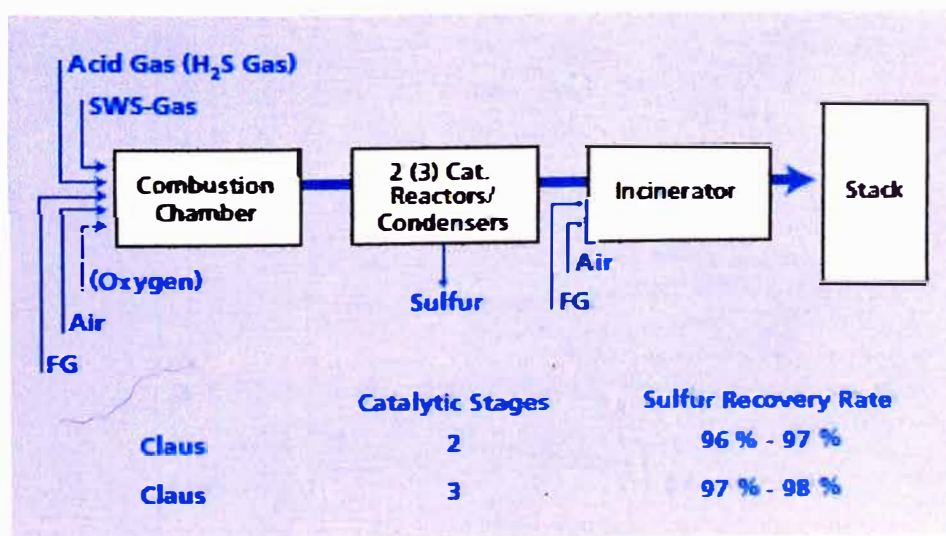 Acid Gas (H₂S Gas)
SWS-Gas
Combustion
Chamber
2 (3) Cat.
Reactors/
Condensers
Incinerator
Stack
(Oxygen)
Air
FG
Sulfur
Air
FG
Catalytic Stages Sulfur Recovery Rate
Claus 2 96 % - 97 %
Claus 3 97 % - 98 %